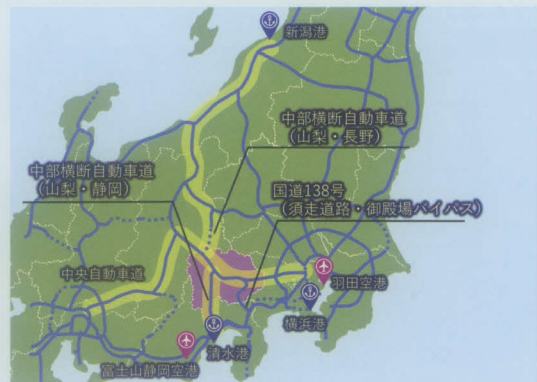 新潟港
中部横断自動車道
(山梨・長野)
中部横断自動車道
(山梨・静岡)
国道138号
(須走道路・御殿場バイパス)
中央自動車道
羽田空港
横浜港
清水港
富士山静岡空港